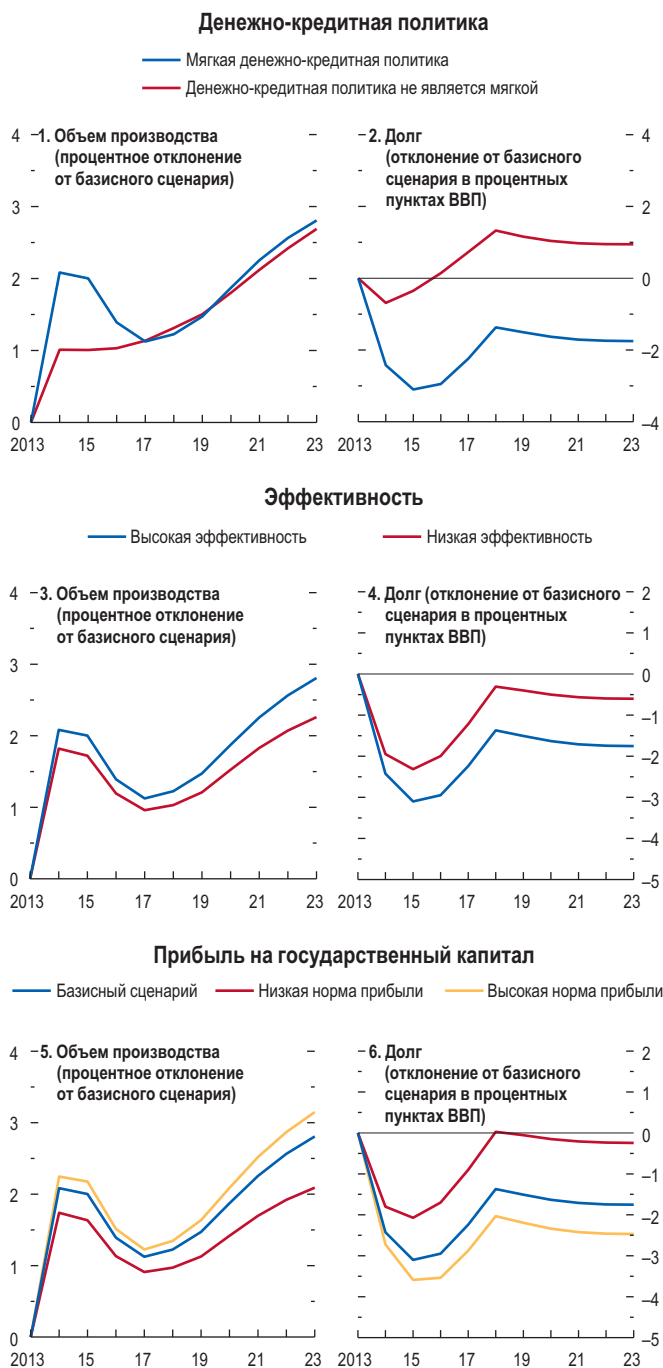 Денежно-кредитная политика
Мягкая денежно-кредитная политика
Денежно-кредитная политика не является мягкой
1. Объем производства
(процентное отклонение
от базисного сценария)
4
3
2
1
0
2013 15 17 19 21 23
2. Долг
(отклонение от базисного
сценария в процентных
пунктах ВВП)
4
2
0
–2
–4
2013 15 17 19 21 23
Эффективность
Высокая эффективность Низкая эффективность
3. Объем производства
(процентное отклонение
от базисного сценария)
4
3
2
1
0
2013 15 17 19 21 23
4. Долг (отклонение от базисного
сценария в процентных
пунктах ВВП)
2
1
0
–1
–2
–3
–4
–5
2013 15 17 19 21 23
Прибыль на государственный капитал
Базисный сценарий Низкая норма прибыли Высокая норма прибыли
5. Объем производства
(процентное отклонение
от базисного сценария)
4
3
2
1
0
2013 15 17 19 21 23
6. Долг
(отклонение от базисного
сценария в процентных
пунктах ВВП)
2
1
0
–1
–2
–3
–4
–5
2013 15 17 19 21 23